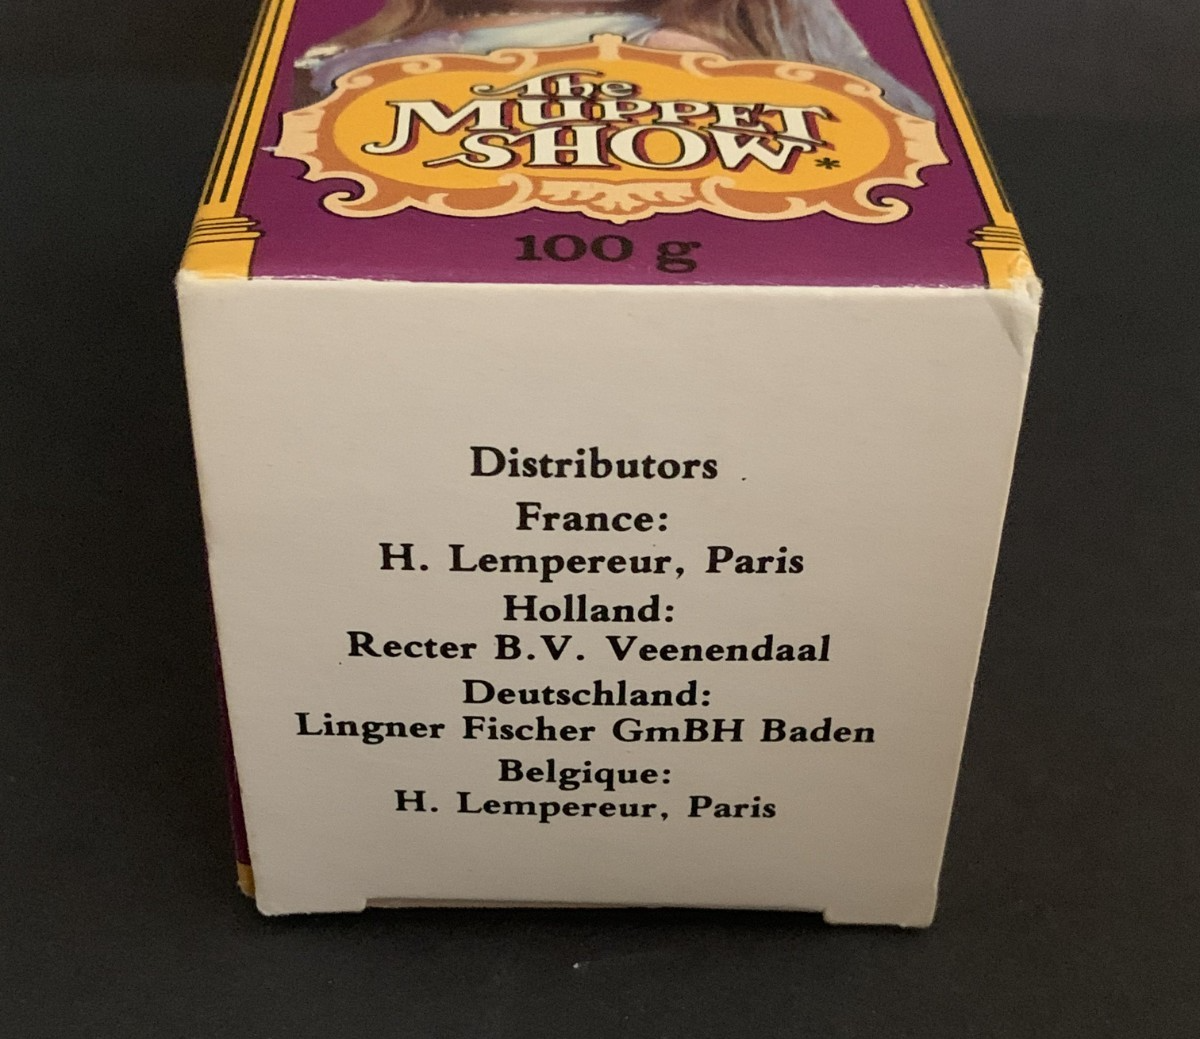 The
MUPPET
SHOW*
100 g
Distributors
France:
H. Lempereur, Paris
Holland:
Recter B.V. Veenendaal
Deutschland:
Lingner Fischer GmBH Baden
Belgique:
H. Lempereur, Paris